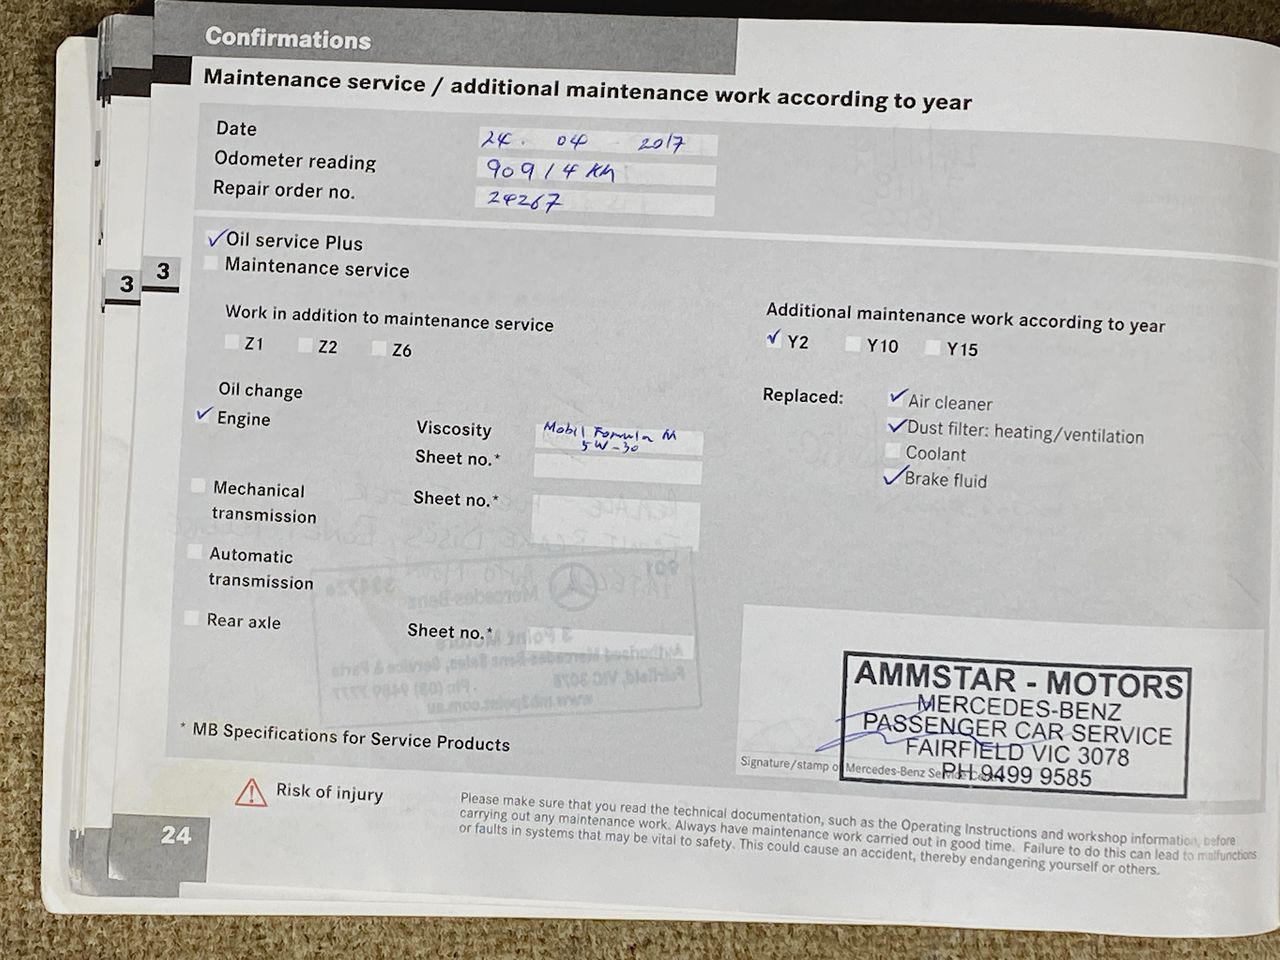 Confirmations
Maintenance service / additional maintenance work according to year
Date 24. 04 2017
Odometer reading 90914 KM
Repair order no. 24267
Oil service Plus
Maintenance service
3
3
Work in addition to maintenance service
Z1 Z2 Z6
Additional maintenance work according to year
Y2 Y10 Y15
Oil change
Engine
Viscosity Mobil Formula M
5W-30
Sheet no.*
Replaced:
Air cleaner
Dust filter: heating/ventilation
Coolant
Brake fluid
Mechanical
transmission
Sheet no.*
Automatic
transmission
Rear axle
Sheet no.*
* MB Specifications for Service Products
AMMSTAR - MOTORS
MERCEDES-BENZ
PASSENGER CAR SERVICE
FAIRFIELD VIC 3078
PH 9499 9585
Signature/stamp of Mercedes-Benz
Risk of injury
Please make sure that you read the technical documentation, such as the Operating Instructions and workshop information, before
carrying out any maintenance work. Always have maintenance work carried out in good time. Failure to do this can lead to malfunctions
or faults in systems that may be vital to safety. This could cause an accident, thereby endangering yourself or others.
24